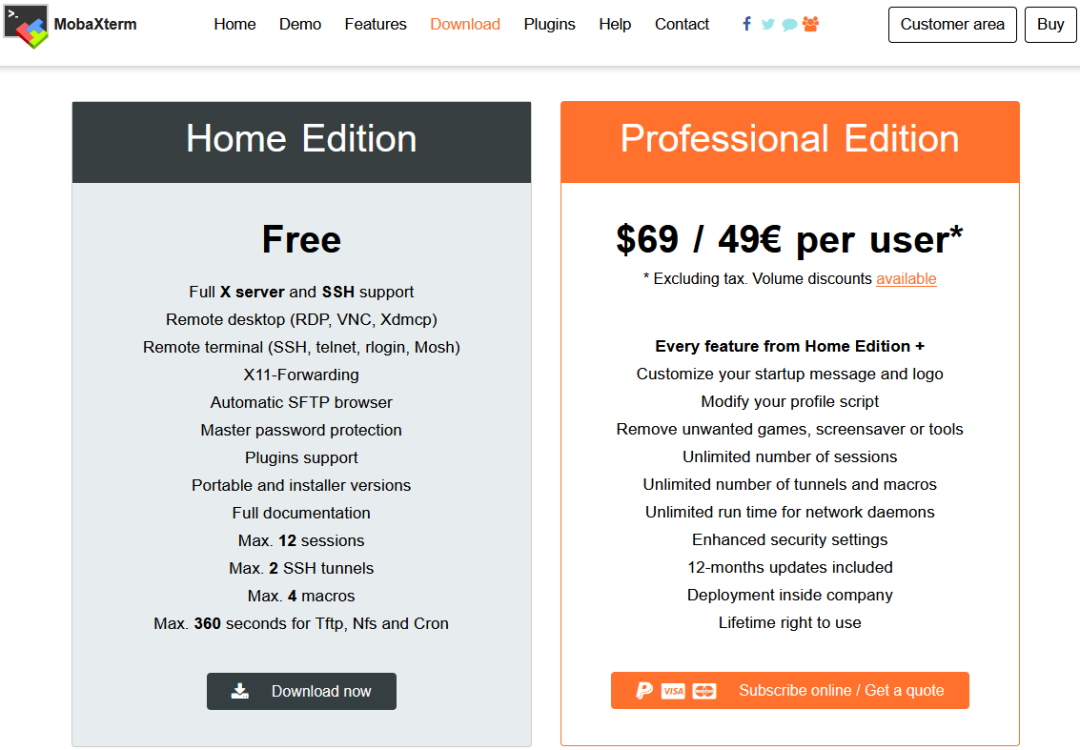 MobaXterm Home Demo Features Download Plugins Help Contact Customer area Buy
Home Edition
Free
Full X server and SSH support
Remote desktop (RDP, VNC, Xdmcp)
Remote terminal (SSH, telnet, rlogin, Mosh)
X11-Forwarding
Automatic SFTP browser
Master password protection
Plugins support
Portable and installer versions
Full documentation
Max. 12 sessions
Max. 2 SSH tunnels
Max. 4 macros
Max. 360 seconds for Tftp, Nfs and Cron
Download now
Professional Edition
$69 / 49€ per user*
* Excluding tax. Volume discounts available
Every feature from Home Edition +
Customize your startup message and logo
Modify your profile script
Remove unwanted games, screensaver or tools
Unlimited number of sessions
Unlimited number of tunnels and macros
Unlimited run time for network daemons
Enhanced security settings
12-months updates included
Deployment inside company
Lifetime right to use
VISA Subscribe online / Get a quote